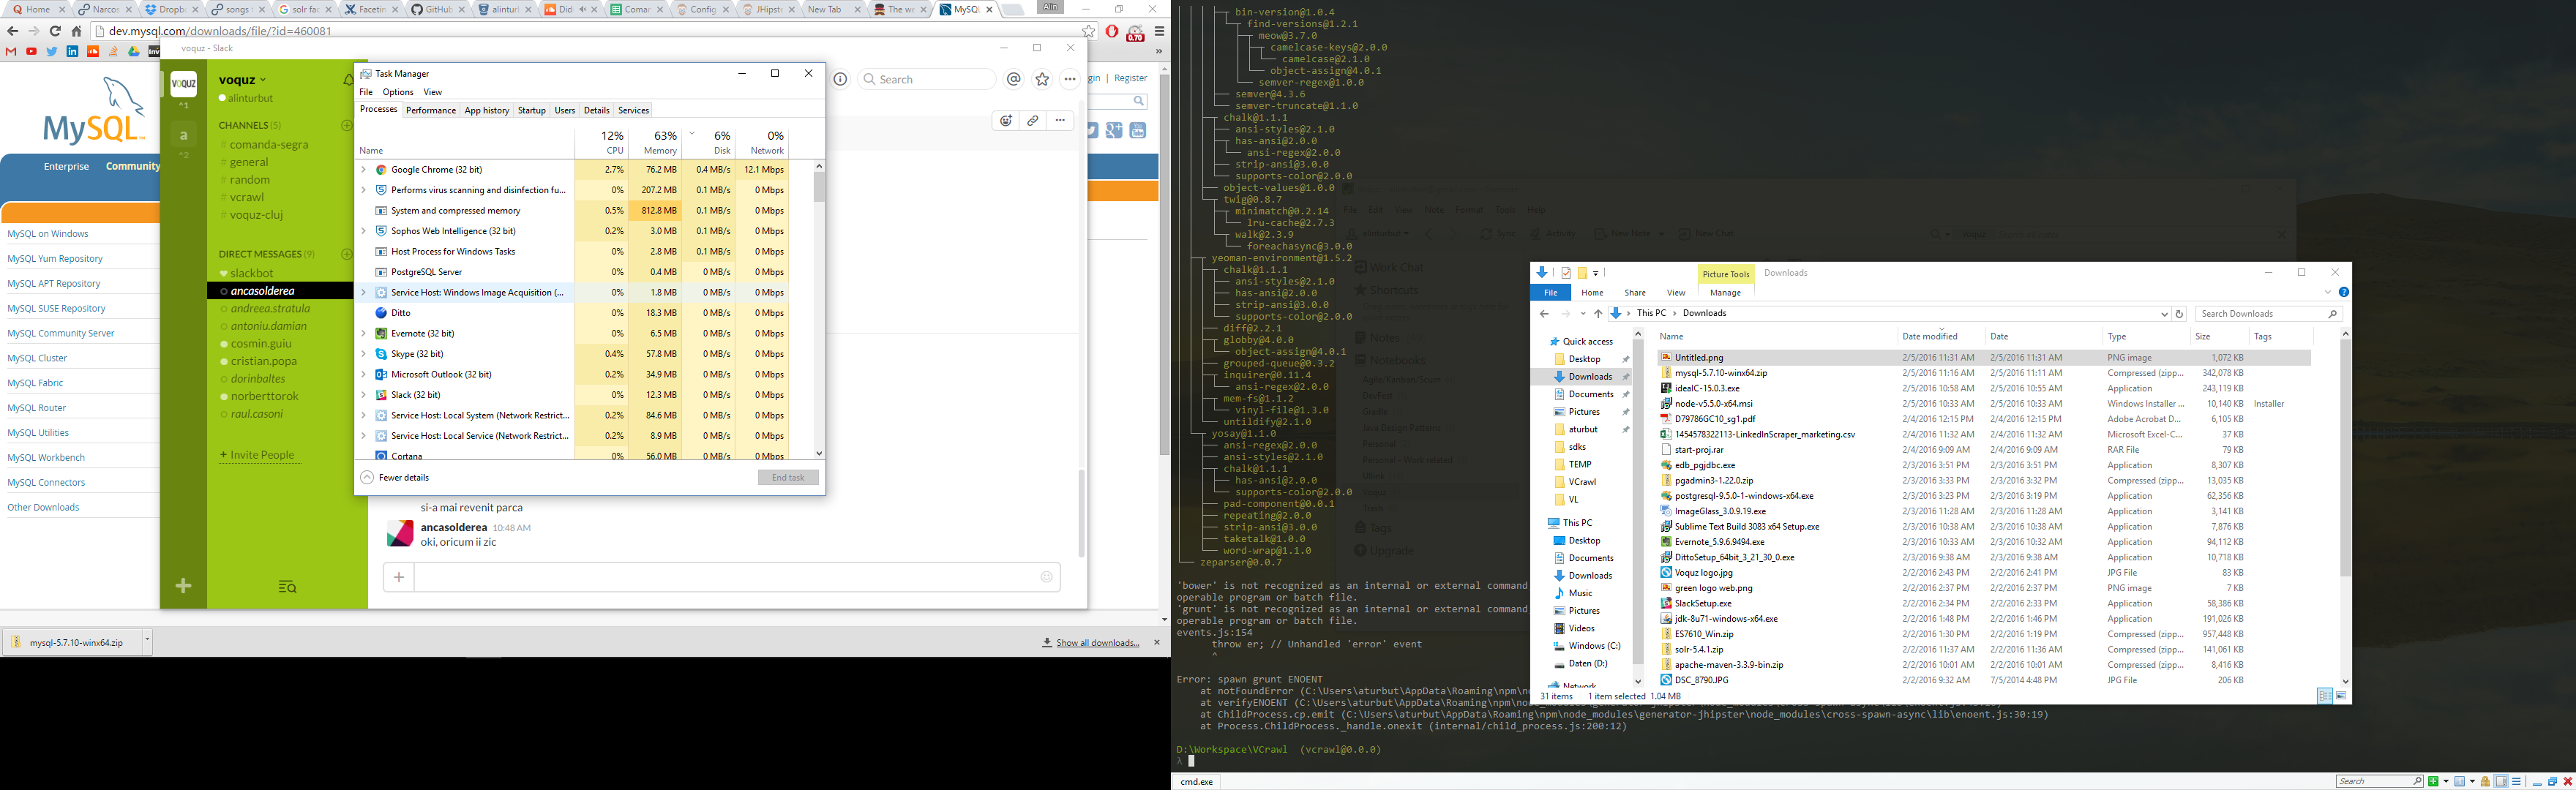 Home
Narcos
Dropb
songs
solr fac
Facetin
GitHub
alintur
Did
Comar
Config
JHipst
New Tab
The we
MySQL
Alin
dev.mysql.com/downloads/file/?id=460081
0.70
voquz - Slack
MySQL
Enterprise
Community
gin | Register
MySQL on Windows
MySQL Yum Repository
MySQL APT Repository
MySQL SUSE Repository
MySQL Community Server
MySQL Cluster
MySQL Fabric
MySQL Router
MySQL Utilities
MySQL Workbench
MySQL Connectors
Other Downloads
VOQUZ
^1
a
^2
voquz
alinturbut
CHANNELS (5)
# comanda-segra
# general
# random
# vcrawl
# voquz-cluj
DIRECT MESSAGES (9)
slackbot
ancasolderea
andreea.stratula
antoniu.damian
cosmin.guiu
cristian.popa
dorinbaltes
norberttorok
raul.casoni
+ Invite People
Search
Task Manager
File Options View
Processes Performance App history Startup Users Details Services
12% 63% 6% 0%
Name CPU Memory Disk Network
Google Chrome (32 bit) 2.7% 76.2 MB 0.4 MB/s 12.1 Mbps
Performs virus scanning and disinfection fu... 0% 207.2 MB 0.1 MB/s 0 Mbps
System and compressed memory 0.5% 812.8 MB 0.1 MB/s 0 Mbps
Sophos Web Intelligence (32 bit) 0.2% 3.0 MB 0.1 MB/s 0 Mbps
Host Process for Windows Tasks 0% 2.8 MB 0.1 MB/s 0 Mbps
PostgreSQL Server 0% 0.4 MB 0 MB/s 0 Mbps
Service Host: Windows Image Acquisition (... 0% 1.8 MB 0 MB/s 0 Mbps
Ditto 0% 18.3 MB 0 MB/s 0 Mbps
Evernote (32 bit) 0% 6.5 MB 0 MB/s 0 Mbps
Skype (32 bit) 0.4% 57.8 MB 0 MB/s 0 Mbps
Microsoft Outlook (32 bit) 0.2% 34.9 MB 0 MB/s 0 Mbps
Slack (32 bit) 0% 12.3 MB 0 MB/s 0 Mbps
Service Host: Local System (Network Restrict... 0.2% 84.6 MB 0 MB/s 0 Mbps
Service Host: Local Service (Network Restrict... 0.2% 8.9 MB 0 MB/s 0 Mbps
Cortana 0% 56.0 MB 0 MB/s 0 Mbps
Fewer details
End task
si-a mai revenit parca
ancasolderea 10:48 AM
oki, oricum ii zic
mysql-5.7.10-winx64.zip
Show all downloads...
bin-version@1.0.4
find-versions@1.2.1
meow@3.7.0
camelcase-keys@2.0.0
camelcase@2.1.0
object-assign@4.0.1
semver-regex@1.0.0
semver@4.3.6
semver-truncate@1.1.0
chalk@1.1.1
ansi-styles@2.1.0
has-ansi@2.0.0
ansi-regex@2.0.0
strip-ansi@3.0.0
supports-color@2.0.0
object-values@1.0.0
twig@0.8.7
minimatch@0.2.14
lru-cache@2.7.3
walk@2.3.9
foreachasync@3.0.0
yeoman-environment@1.5.2
chalk@1.1.1
ansi-styles@2.1.0
has-ansi@2.0.0
strip-ansi@3.0.0
supports-color@2.0.0
diff@2.2.1
globby@4.0.0
object-assign@4.0.1
grouped-queue@0.3.2
inquirer@0.11.4
ansi-regex@2.0.0
mem-fs@1.1.2
vinyl-file@1.3.0
untildify@2.1.0
yosay@1.1.0
ansi-regex@2.0.0
ansi-styles@2.1.0
chalk@1.1.1
has-ansi@2.0.0
supports-color@2.0.0
pad-component@0.0.1
repeating@2.0.0
strip-ansi@3.0.0
taketalk@1.0.0
word-wrap@1.1.0
zeparser@0.0.7
'bower' is not recognized as an internal or external command
operable program or batch file.
'grunt' is not recognized as an internal or external command
operable program or batch file.
events.js:154
throw er; // Unhandled 'error' event
^
Error: spawn grunt ENOENT
at notFoundError (C:\Users\aturbut\AppData\Roaming\npm\no
at verifyENOENT (C:\Users\aturbut\AppData\Roaming\npm\nod
at ChildProcess.cp.emit (C:\Users\aturbut\AppData\Roaming\npm\node_modules\generator-jhipster\node_modules\cross-spawn-async\lib\enoent.js:30:19)
at Process.ChildProcess._handle.onexit (internal/child_process.js:200:12)
D:\Workspace\VCrawl (vcrawl@0.0.0)
λ
cmd.exe
Search
File Edit View Note Format Tools Help
Sync Activity New Note New Chat
Work Chat
Shortcuts
Notes
Notebooks
Personal
Trash
Tags
Upgrade
Picture Tools Downloads
File Home Share View Manage
This PC > Downloads
Search Downloads
Quick access
Desktop
Downloads
Documents
Pictures
aturbut
sdks
TEMP
VCrawl
VL
This PC
Desktop
Documents
Downloads
Music
Pictures
Videos
Windows (C:)
Daten (D:)
Network
Name Date modified Date Type Size Tags
Untitled.png 2/5/2016 11:31 AM 2/5/2016 11:31 AM PNG image 1,072 KB
mysql-5.7.10-winx64.zip 2/5/2016 11:16 AM 2/5/2016 11:11 AM Compressed (zipp... 342,078 KB
ideaIC-15.0.3.exe 2/5/2016 10:58 AM 2/5/2016 10:55 AM Application 243,119 KB
node-v5.5.0-x64.msi 2/5/2016 10:33 AM 2/5/2016 10:33 AM Windows Installer ... 10,140 KB Installer
D79786GC10_sg1.pdf 2/4/2016 12:15 PM 2/4/2016 12:15 PM Adobe Acrobat D... 6,105 KB
1454578322113-LinkedInScraper_marketing.csv 2/4/2016 11:32 AM 2/4/2016 11:32 AM Microsoft Excel-C... 37 KB
start-proj.rar 2/4/2016 9:09 AM 2/4/2016 9:09 AM RAR File 79 KB
edb_pgjdbc.exe 2/3/2016 3:51 PM 2/3/2016 3:51 PM Application 8,307 KB
pgadmin3-1.22.0.zip 2/3/2016 3:33 PM 2/3/2016 3:32 PM Compressed (zipp... 13,035 KB
postgresql-9.5.0-1-windows-x64.exe 2/3/2016 3:23 PM 2/3/2016 3:19 PM Application 62,356 KB
ImageGlass_3.0.9.19.exe 2/3/2016 11:28 AM 2/3/2016 11:28 AM Application 3,141 KB
Sublime Text Build 3083 x64 Setup.exe 2/3/2016 10:38 AM 2/3/2016 10:38 AM Application 7,876 KB
Evernote_5.9.6.9494.exe 2/3/2016 10:33 AM 2/3/2016 10:32 AM Application 94,112 KB
DittoSetup_64bit_3_21_30_0.exe 2/3/2016 9:38 AM 2/3/2016 9:38 AM Application 10,718 KB
Voquz logo.jpg 2/2/2016 2:43 PM 2/2/2016 2:41 PM JPG File 83 KB
green logo web.png 2/2/2016 2:37 PM 2/2/2016 2:37 PM PNG image 7 KB
SlackSetup.exe 2/2/2016 2:34 PM 2/2/2016 2:33 PM Application 58,386 KB
jdk-8u71-windows-x64.exe 2/2/2016 1:48 PM 2/2/2016 1:46 PM Application 191,026 KB
ES7610_Win.zip 2/2/2016 1:30 PM 2/2/2016 1:19 PM Compressed (zipp... 957,448 KB
solr-5.4.1.zip 2/2/2016 11:37 AM 2/2/2016 11:36 AM Compressed (zipp... 141,061 KB
apache-maven-3.3.9-bin.zip 2/2/2016 10:01 AM 2/2/2016 10:01 AM Compressed (zipp... 8,416 KB
DSC_8790.JPG 2/2/2016 9:32 AM 7/5/2014 4:48 PM JPG File 206 KB
31 items 1 item selected 1.04 MB